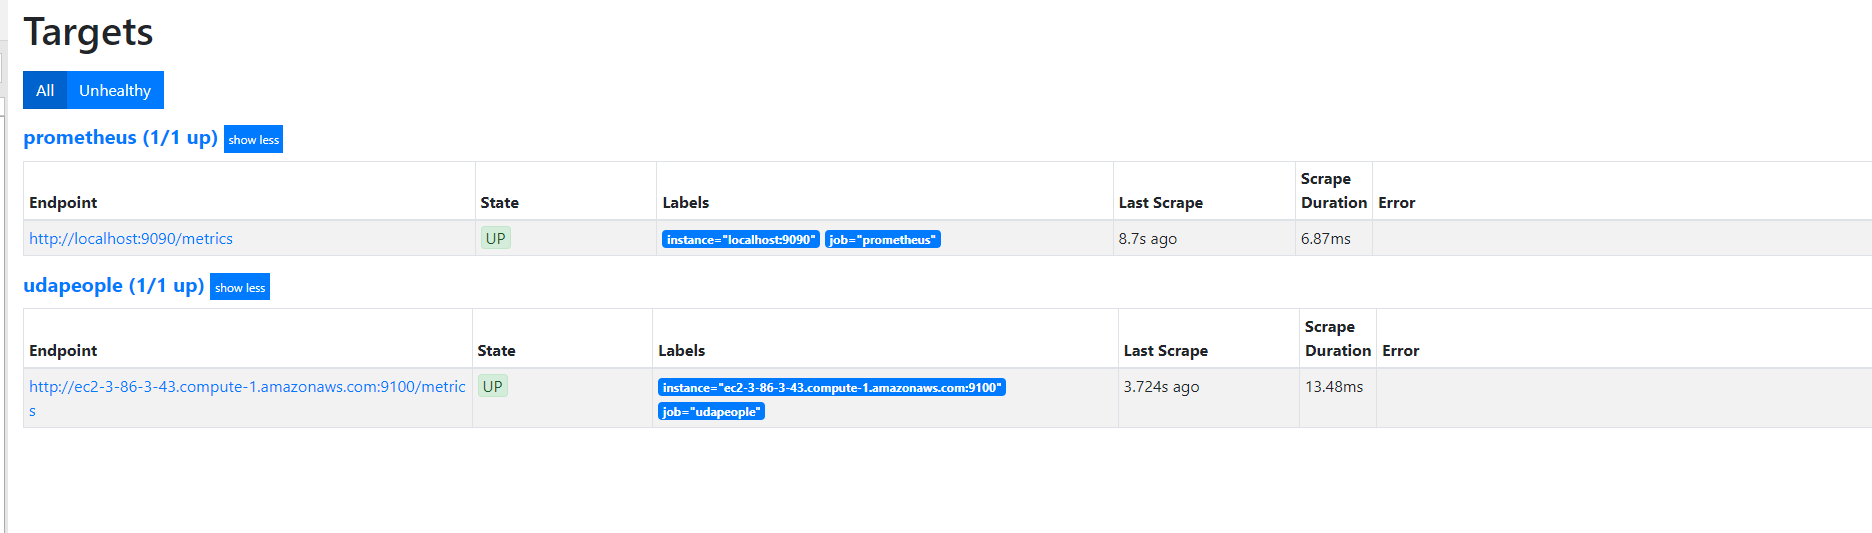 Targets
All Unhealthy
prometheus (1/1 up) show less
Endpoint State Labels Last Scrape Scrape Duration Error
http://localhost:9090/metrics UP instance="localhost:9090" job="prometheus" 8.7s ago 6.87ms
udapeople (1/1 up) show less
Endpoint State Labels Last Scrape Scrape Duration Error
http://ec2-3-86-3-43.compute-1.amazonaws.com:9100/metric UP instance="ec2-3-86-3-43.compute-1.amazonaws.com:9100" 3.724s ago 13.48ms
s job="udapeople"